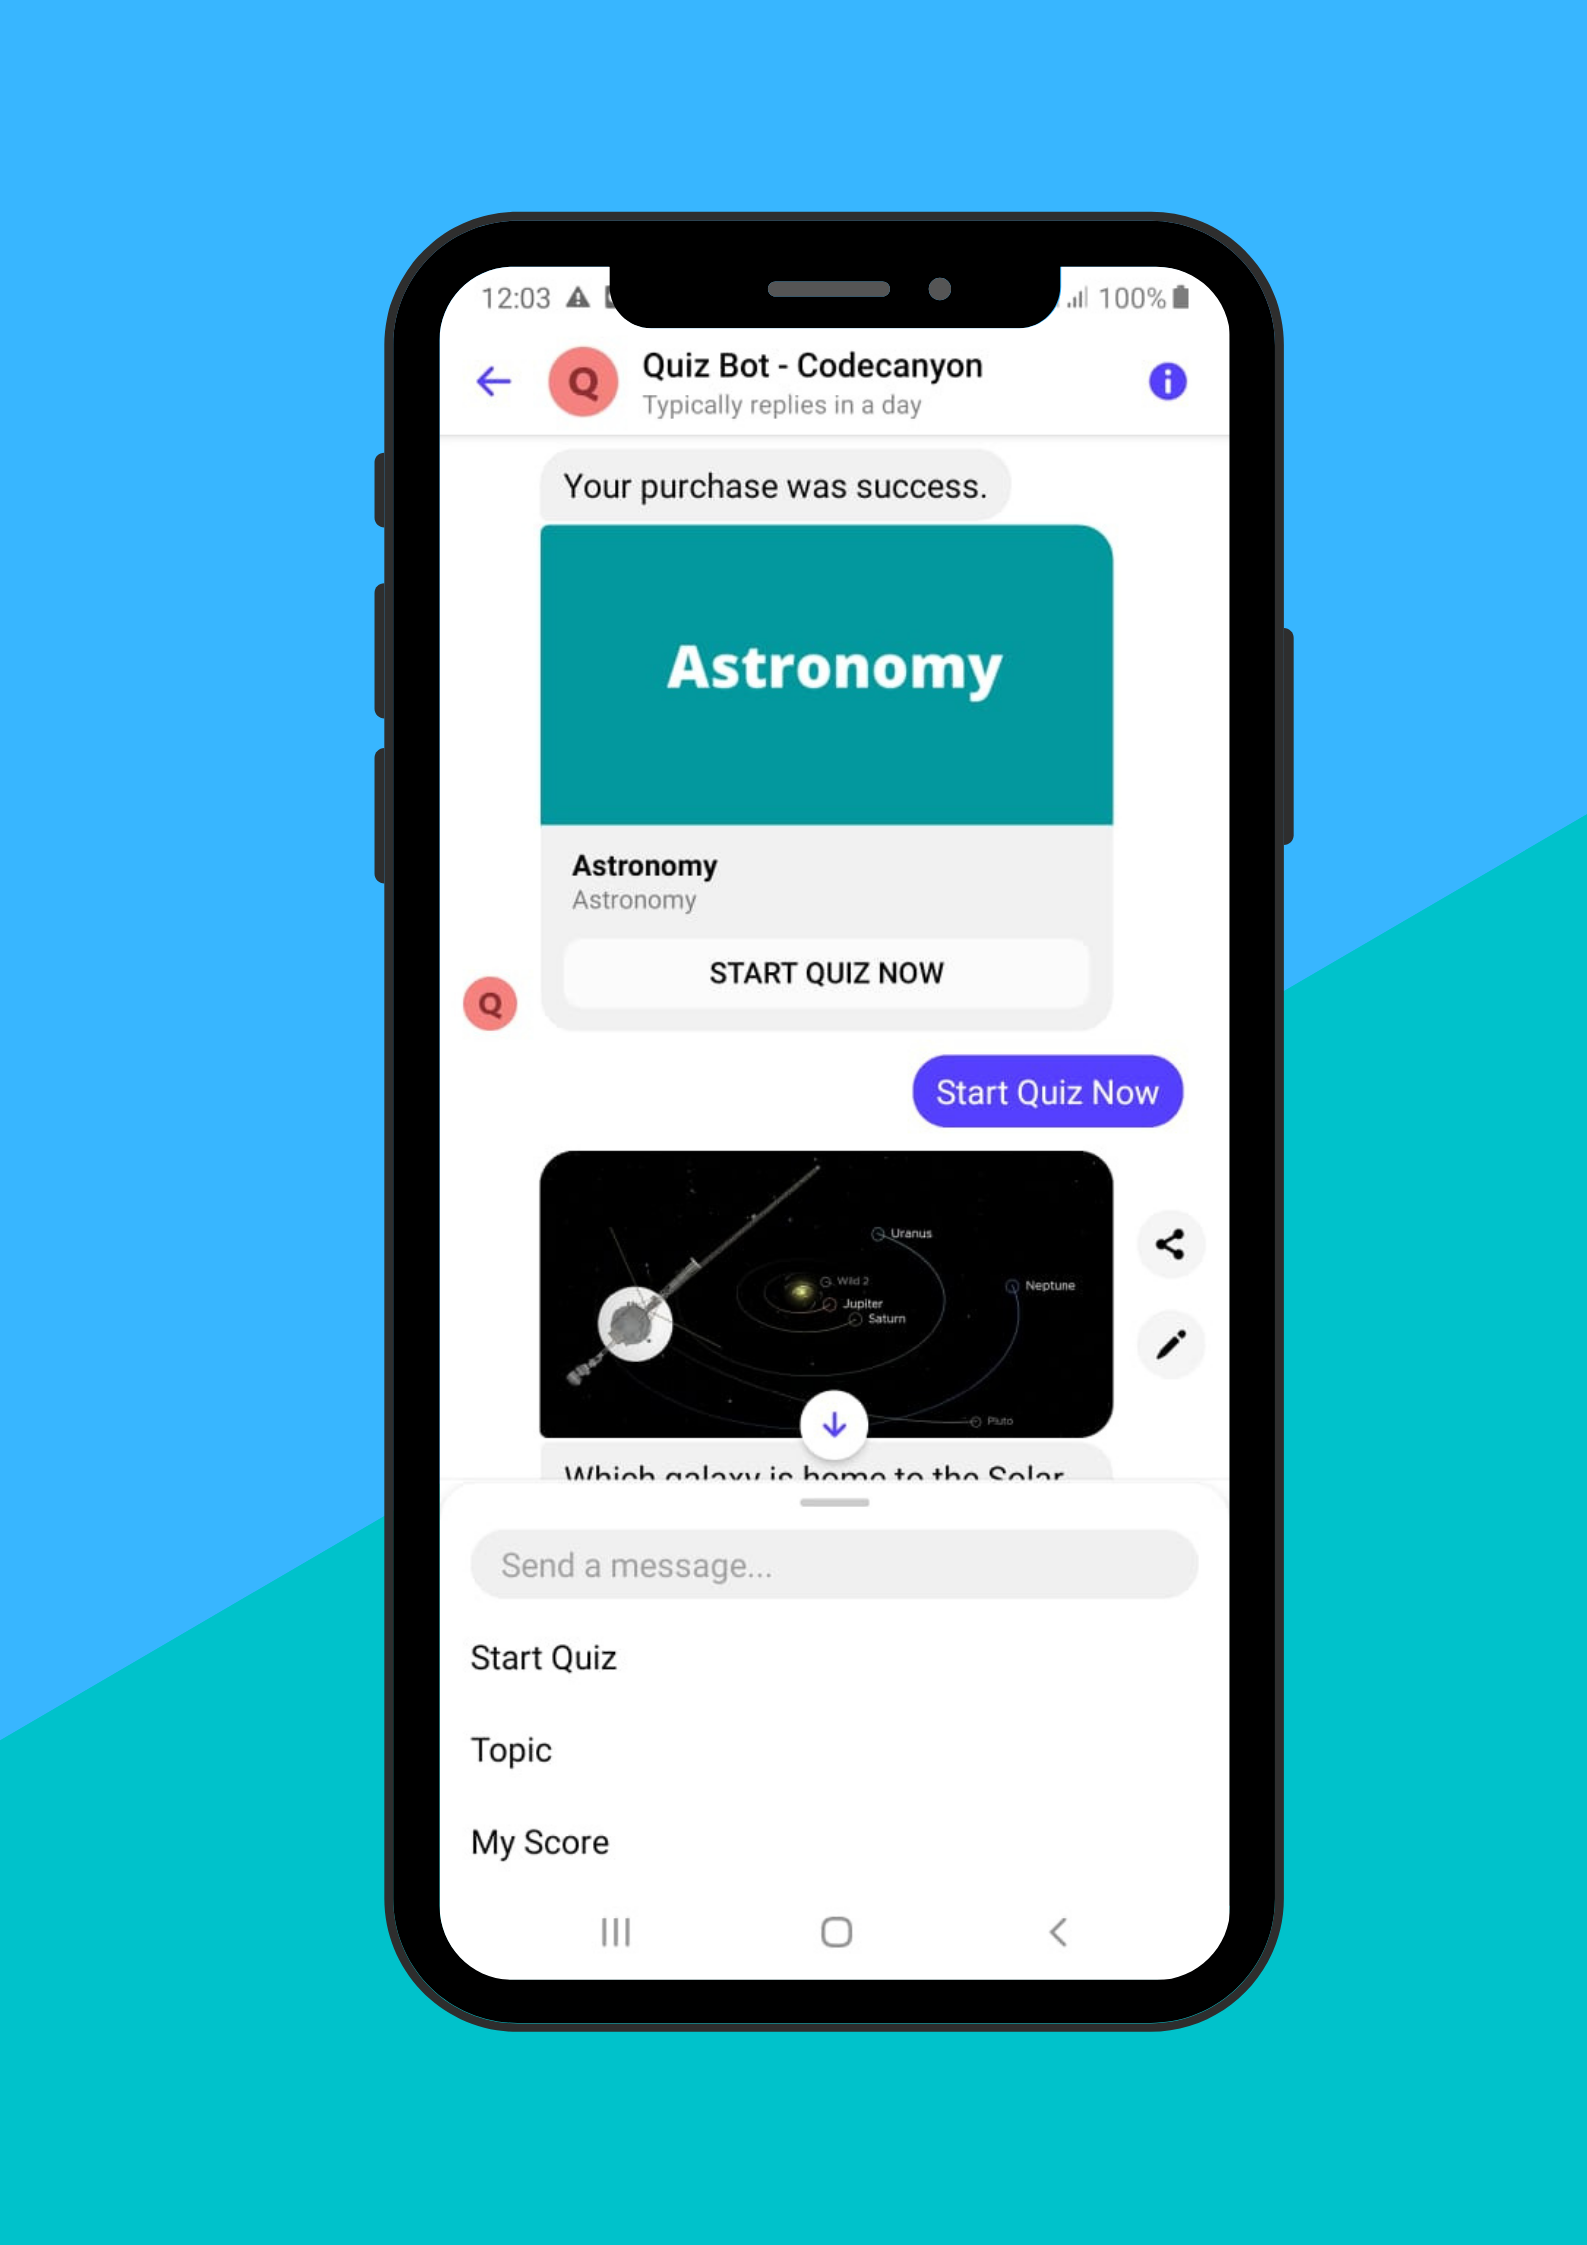 12:03
100%
Q
Quiz Bot - Codecanyon
Typically replies in a day
Your purchase was success.
Astronomy
Astronomy
Astronomy
START QUIZ NOW
Q
Start Quiz Now
Uranus
Wild 2
Neptune
Jupiter
Saturn
Pluto
Which galaxy is home to the Solar
Send a message...
Start Quiz
Topic
My Score